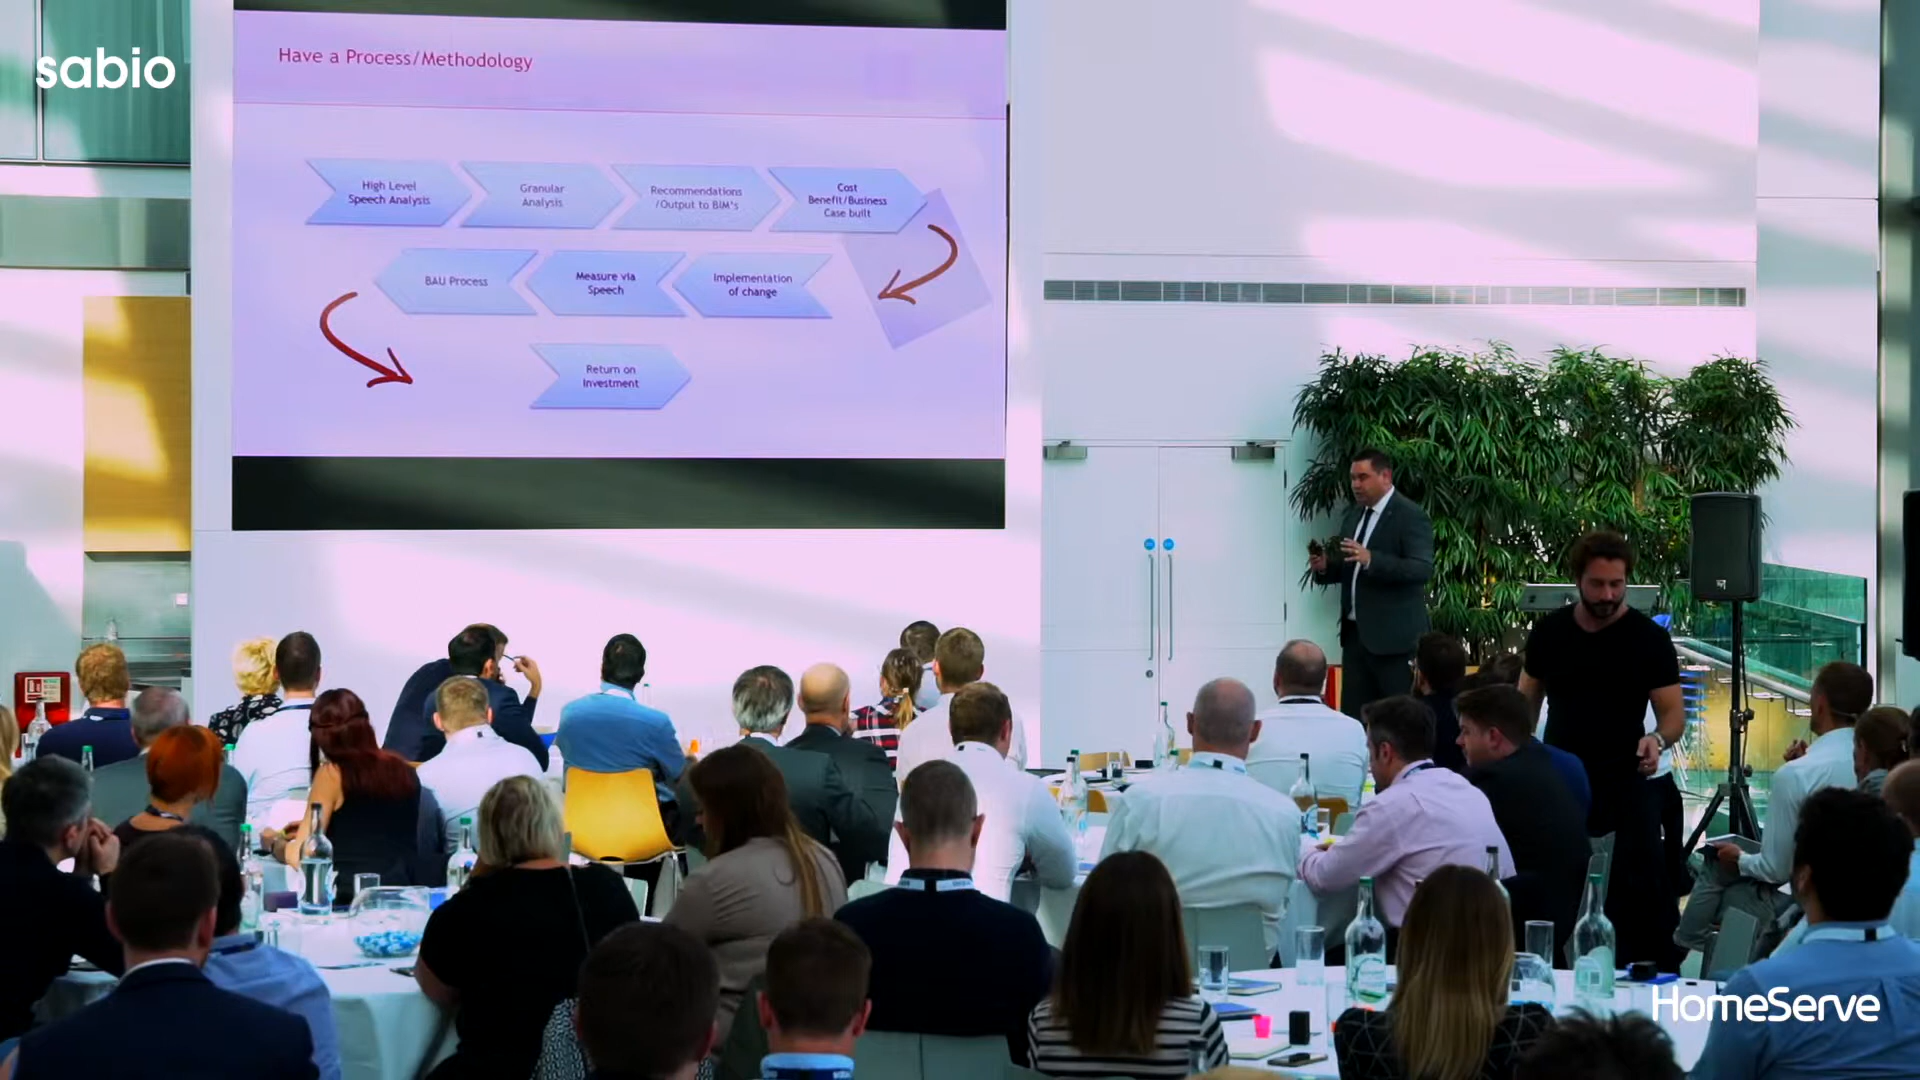 sabio
Have a Process/Methodology
High Level
Speech Analysis
Granular
Analysis
Recommendations
/Output to BIM's
Cost
Benefit/Business
Case built
Implementation
of change
Measure via
Speech
BAU Process
Return on
Investment
HomeServe